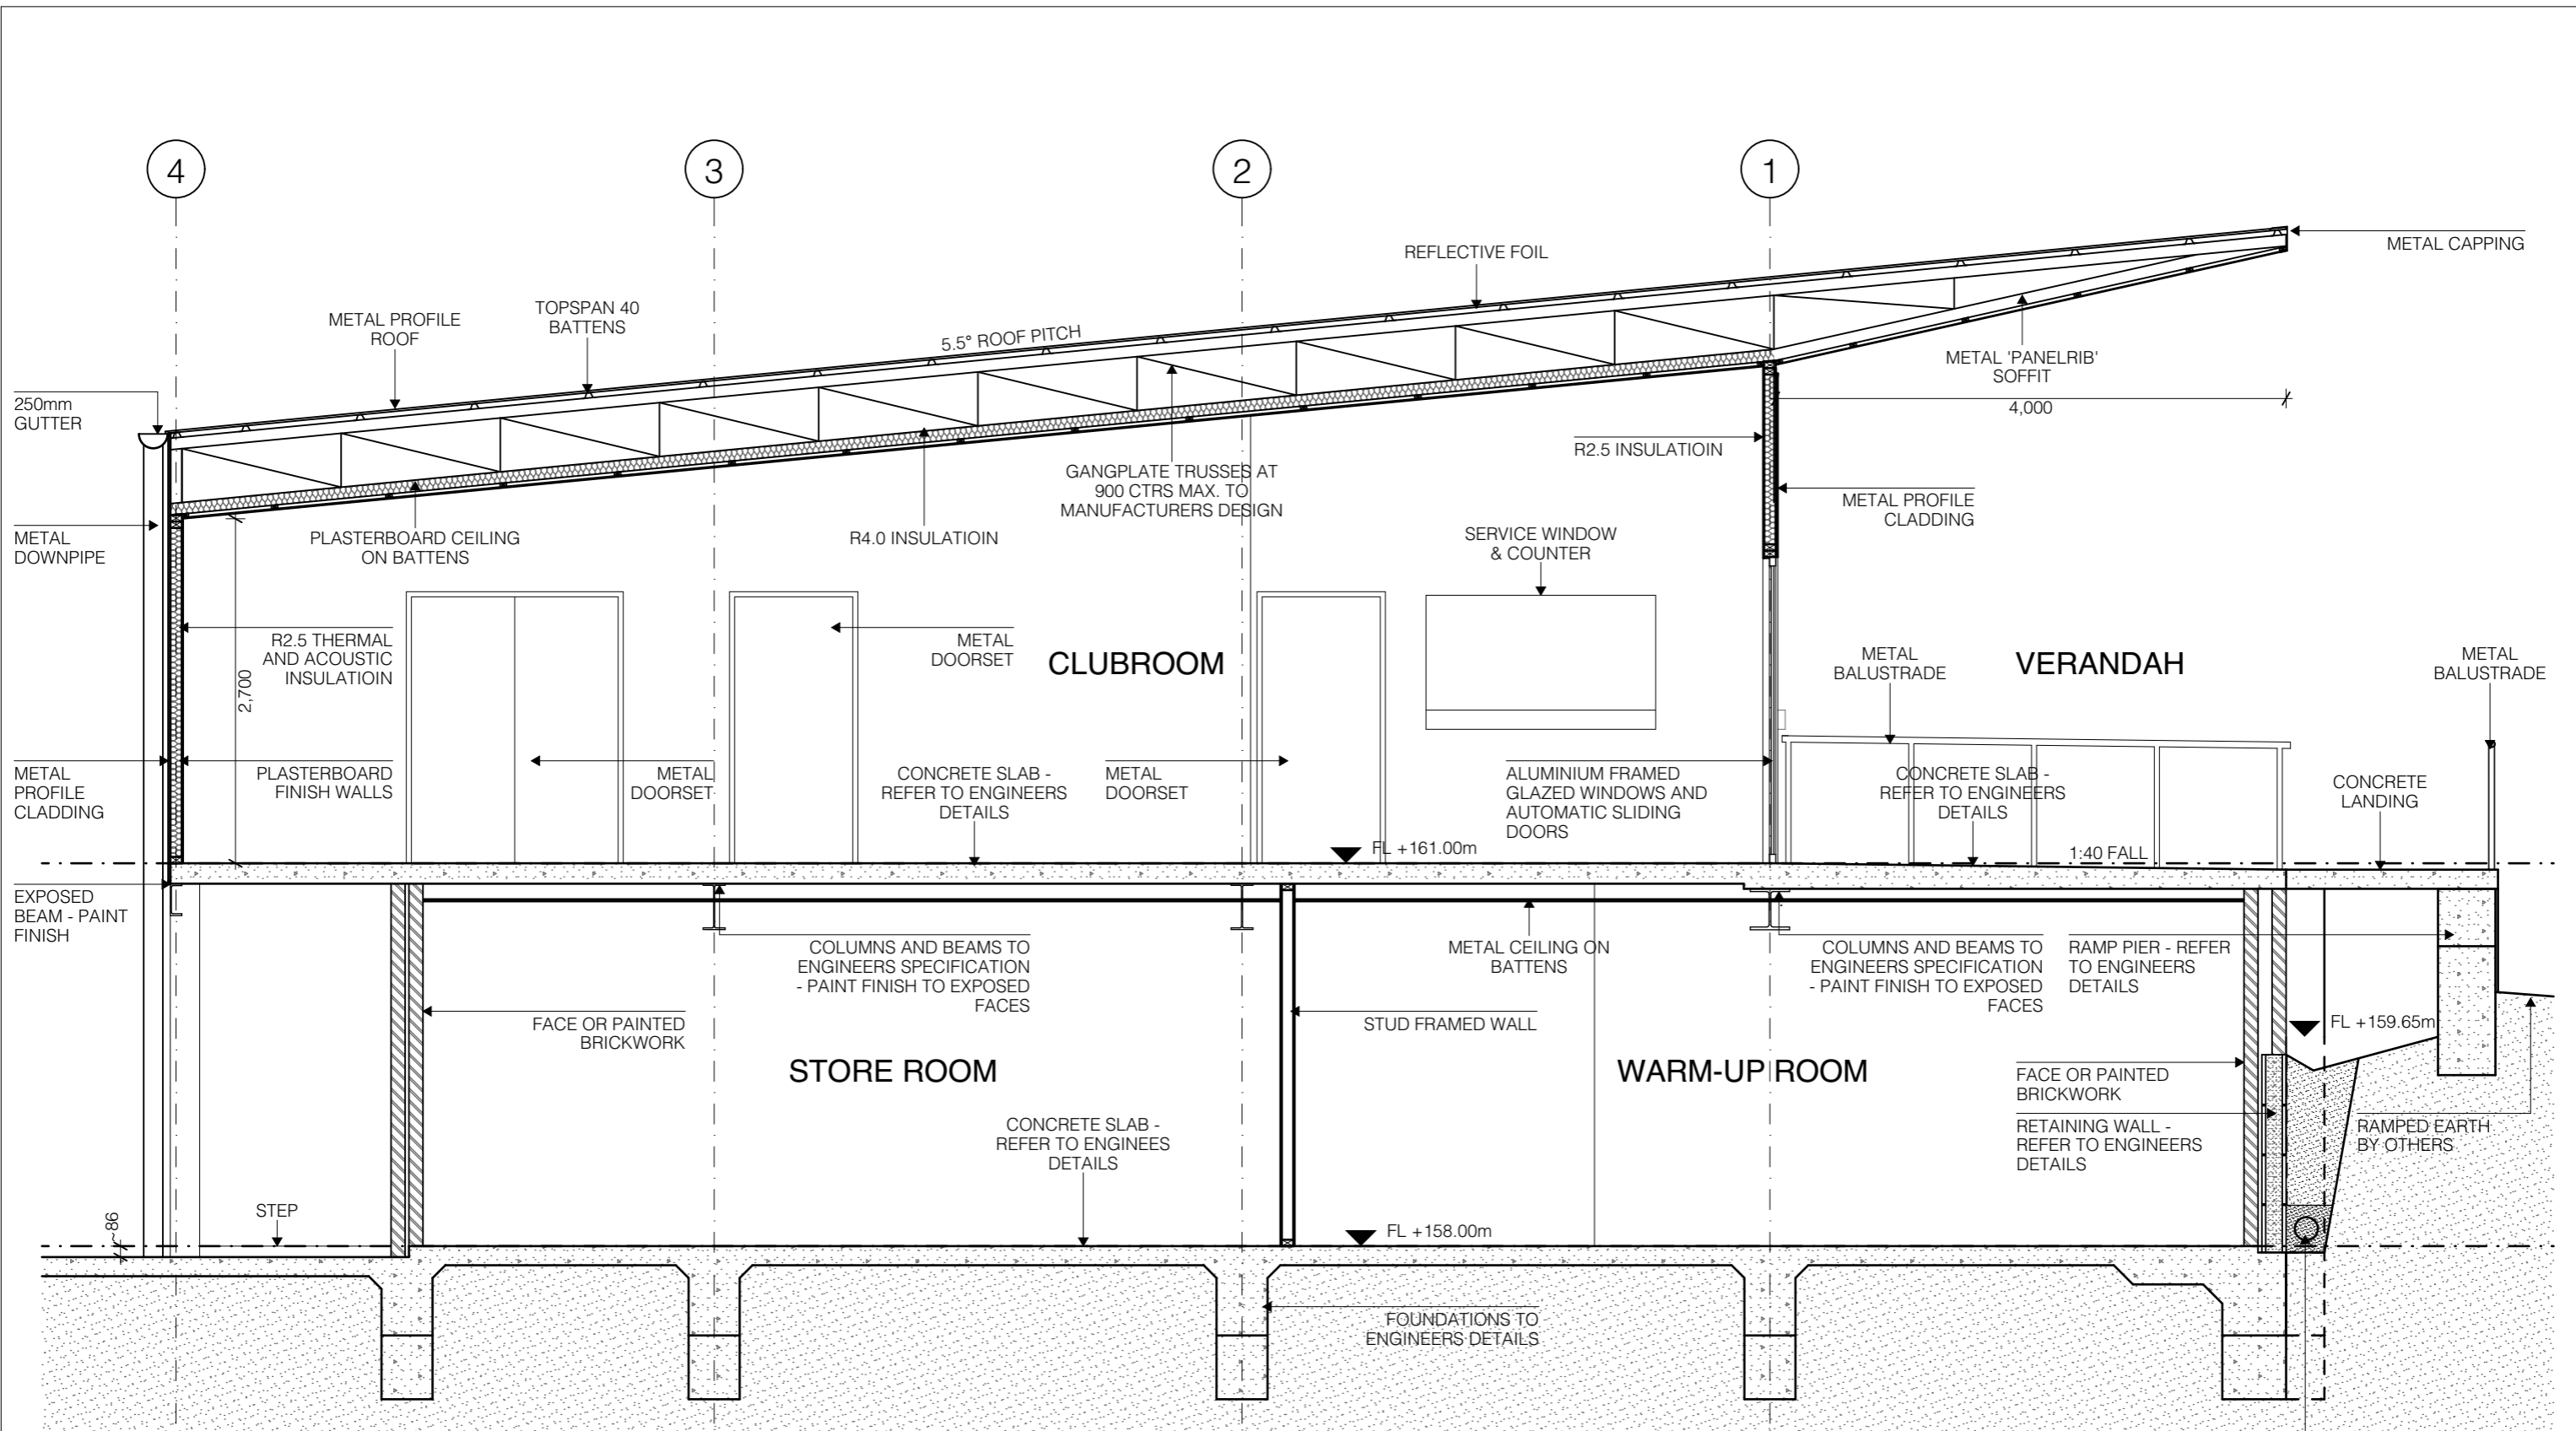 4
3
2
1
METAL CAPPING
REFLECTIVE FOIL
TOPSPAN 40
BATTENS
METAL PROFILE
ROOF
5.5° ROOF PITCH
METAL 'PANELRIB'
SOFFIT
4,000
250mm
GUTTER
R2.5 INSULATIOIN
GANGPLATE TRUSSES AT
900 CTRS MAX. TO
MANUFACTURERS DESIGN
METAL PROFILE
CLADDING
METAL
DOWNPIPE
PLASTERBOARD CEILING
ON BATTENS
R4.0 INSULATIOIN
SERVICE WINDOW
& COUNTER
R2.5 THERMAL
AND ACOUSTIC
INSULATIOIN
2,700
METAL
DOORSET
CLUBROOM
METAL
BALUSTRADE
VERANDAH
METAL
BALUSTRADE
METAL
PROFILE
CLADDING
PLASTERBOARD
FINISH WALLS
METAL
DOORSET
CONCRETE SLAB -
REFER TO ENGINEERS
DETAILS
METAL
DOORSET
ALUMINIUM FRAMED
GLAZED WINDOWS AND
AUTOMATIC SLIDING
DOORS
CONCRETE SLAB -
REFER TO ENGINEERS
DETAILS
CONCRETE
LANDING
FL +161.00m
1:40 FALL
EXPOSED
BEAM - PAINT
FINISH
COLUMNS AND BEAMS TO
ENGINEERS SPECIFICATION
- PAINT FINISH TO EXPOSED
FACES
METAL CEILING ON
BATTENS
COLUMNS AND BEAMS TO
ENGINEERS SPECIFICATION
- PAINT FINISH TO EXPOSED
FACES
RAMP PIER - REFER
TO ENGINEERS
DETAILS
FACE OR PAINTED
BRICKWORK
STUD FRAMED WALL
FL +159.65m
STORE ROOM
WARM-UP ROOM
FACE OR PAINTED
BRICKWORK
RETAINING WALL -
REFER TO ENGINEERS
DETAILS
RAMPED EARTH
BY OTHERS
CONCRETE SLAB -
REFER TO ENGINEES
DETAILS
~86
STEP
FL +158.00m
FOUNDATIONS TO
ENGINEERS DETAILS